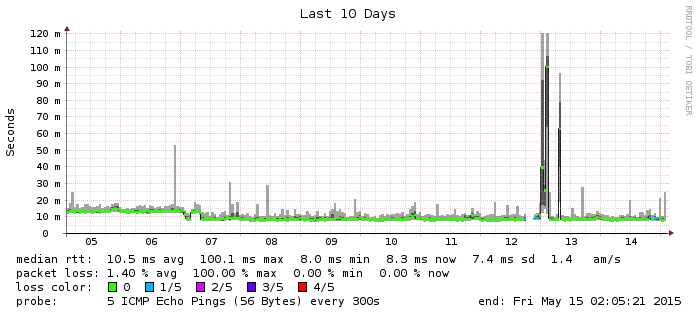 Last 10 Days
RRDTOOL / TOBI OETIKER
Seconds
120 m
110 m
100 m
90 m
80 m
70 m
60 m
50 m
40 m
30 m
20 m
10 m
0
05 06 07 08 09 10 11 12 13 14
median rtt: 10.5 ms avg 100.1 ms max 8.0 ms min 8.3 ms now 7.4 ms sd 1.4 am/s
packet loss: 1.40 % avg 100.00 % max 0.00 % min 0.00 % now
loss color: 0 1/5 2/5 3/5 4/5
probe: 5 ICMP Echo Pings (56 Bytes) every 300s end: Fri May 15 02:05:21 2015